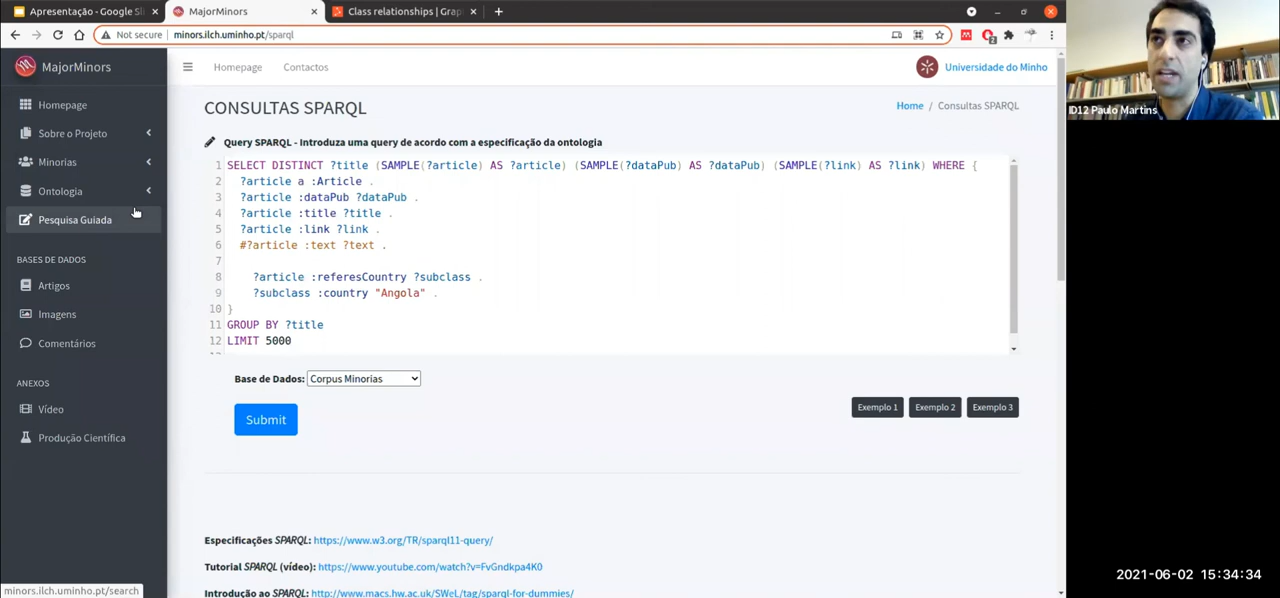 Apresentação - Google Sli
MajorMinors
Class relationships | Grap
Not secure | minors.ilch.uminho.pt/sparql
MajorMinors
Homepage
Contactos
Universidade do Minho
ID12 Paulo Martins
Homepage
Sobre o Projeto
Minorias
Ontologia
Pesquisa Guiada
BASES DE DADOS
Artigos
Imagens
Comentários
ANEXOS
Vídeo
Produção Científica
CONSULTAS SPARQL
Home / Consultas SPARQL
Query SPARQL - Introduza uma query de acordo com a especificação da ontologia
1 SELECT DISTINCT ?title (SAMPLE(?article) AS ?article) (SAMPLE(?dataPub) AS ?dataPub) (SAMPLE(?link) AS ?link) WHERE {
2 ?article a :Article .
3 ?article :dataPub ?dataPub .
4 ?article :title ?title .
5 ?article :link ?link .
6 #?article :text ?text .
7
8 ?article :referesCountry ?subclass .
9 ?subclass :country "Angola" .
10 }
11 GROUP BY ?title
12 LIMIT 5000
Base de Dados: Corpus Minorias
Submit
Exemplo 1
Exemplo 2
Exemplo 3
Especificações SPARQL: https://www.w3.org/TR/sparql11-query/
Tutorial SPARQL (vídeo): https://www.youtube.com/watch?v=FvGndkpa4K0
Introdução ao SPARQL: http://www.macs.hw.ac.uk/SWeL/tag/sparql-for-dummies/
minors.ilch.uminho.pt/search
2021-06-02 15:34:34